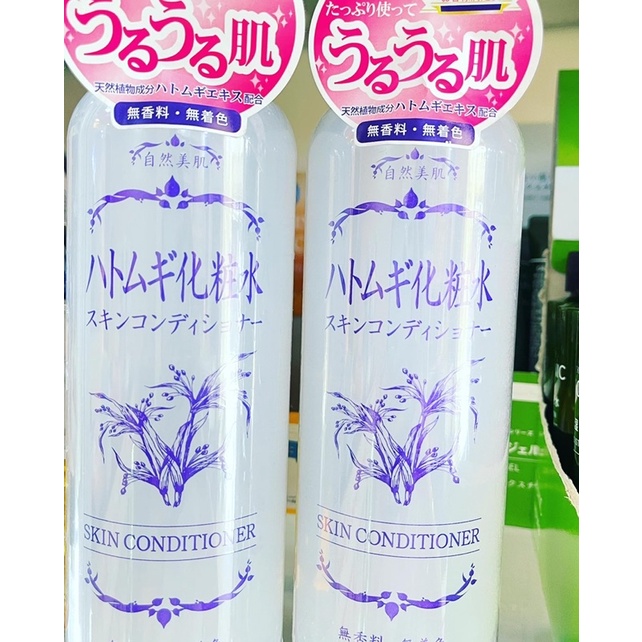 うるうる肌
天然植物成分ハトムギエキス配合
無香料・無着色
自然美肌
ハトムギ化粧水
スキンコンディショナー
SKIN CONDITIONER
たっぷり使って
うるうる肌
天然植物成分ハトムギエキス配合
無香料・無着色
自然美肌
ハトムギ化粧水
スキンコンディショナー
SKIN CONDITIONER
無香料・無着色